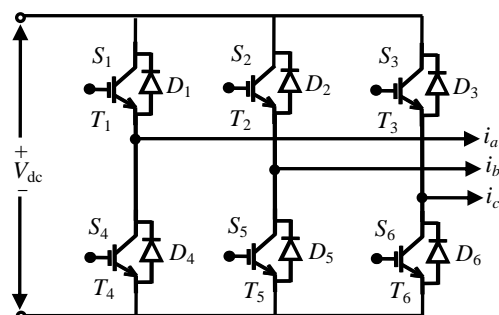 S1 S2 S3
D1 D2 D3
T1 T2 T3
ia
+
Vdc
−
ib
ic
S4 S5 S6
D4 D5 D6
T4 T5 T6